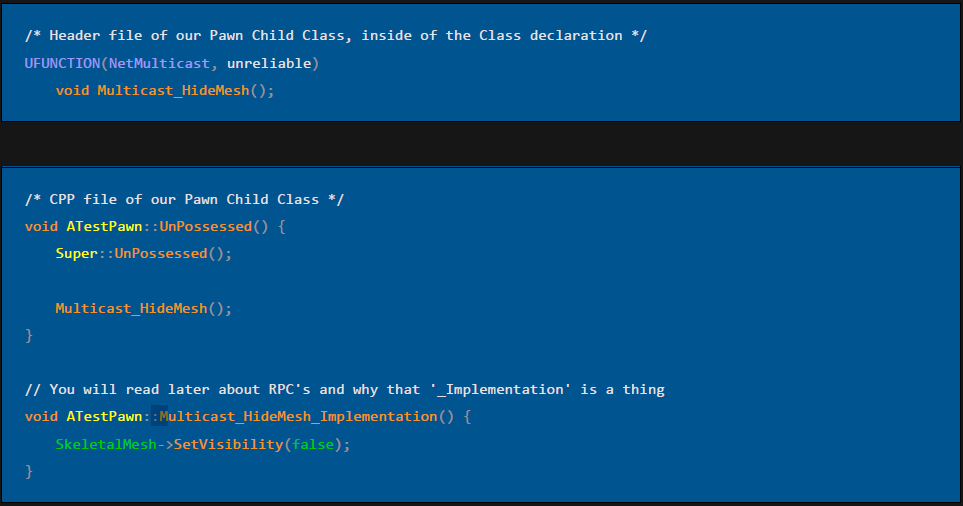 /* Header file of our Pawn Child Class, inside of the Class declaration */
UFUNCTION(NetMulticast, unreliable)
void Multicast_HideMesh();
/* CPP file of our Pawn Child Class */
void ATestPawn::UnPossessed() {
Super::UnPossessed();
Multicast_HideMesh();
}
// You will read later about RPC's and why that '_Implementation' is a thing
void ATestPawn::Multicast_HideMesh_Implementation() {
SkeletalMesh->SetVisibility(false);
}